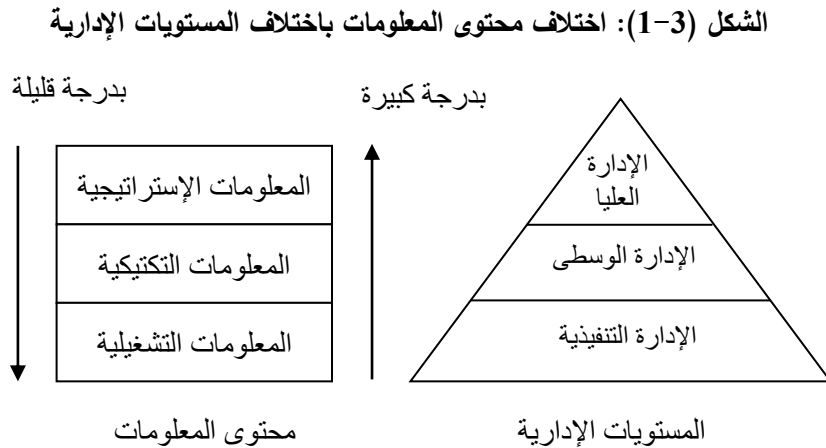 الشكل (3-1): اختلاف محتوى المعلومات باختلاف المستويات الإدارية
بدرجة كبيرة
بدرجة قليلة
الإدارة
العليا
الإدارة الوسطى
الإدارة التنفيذية
المعلومات الإستراتيجية
المعلومات التكتيكية
المعلومات التشغيلية
المستويات الإدارية
محتوى المعلومات